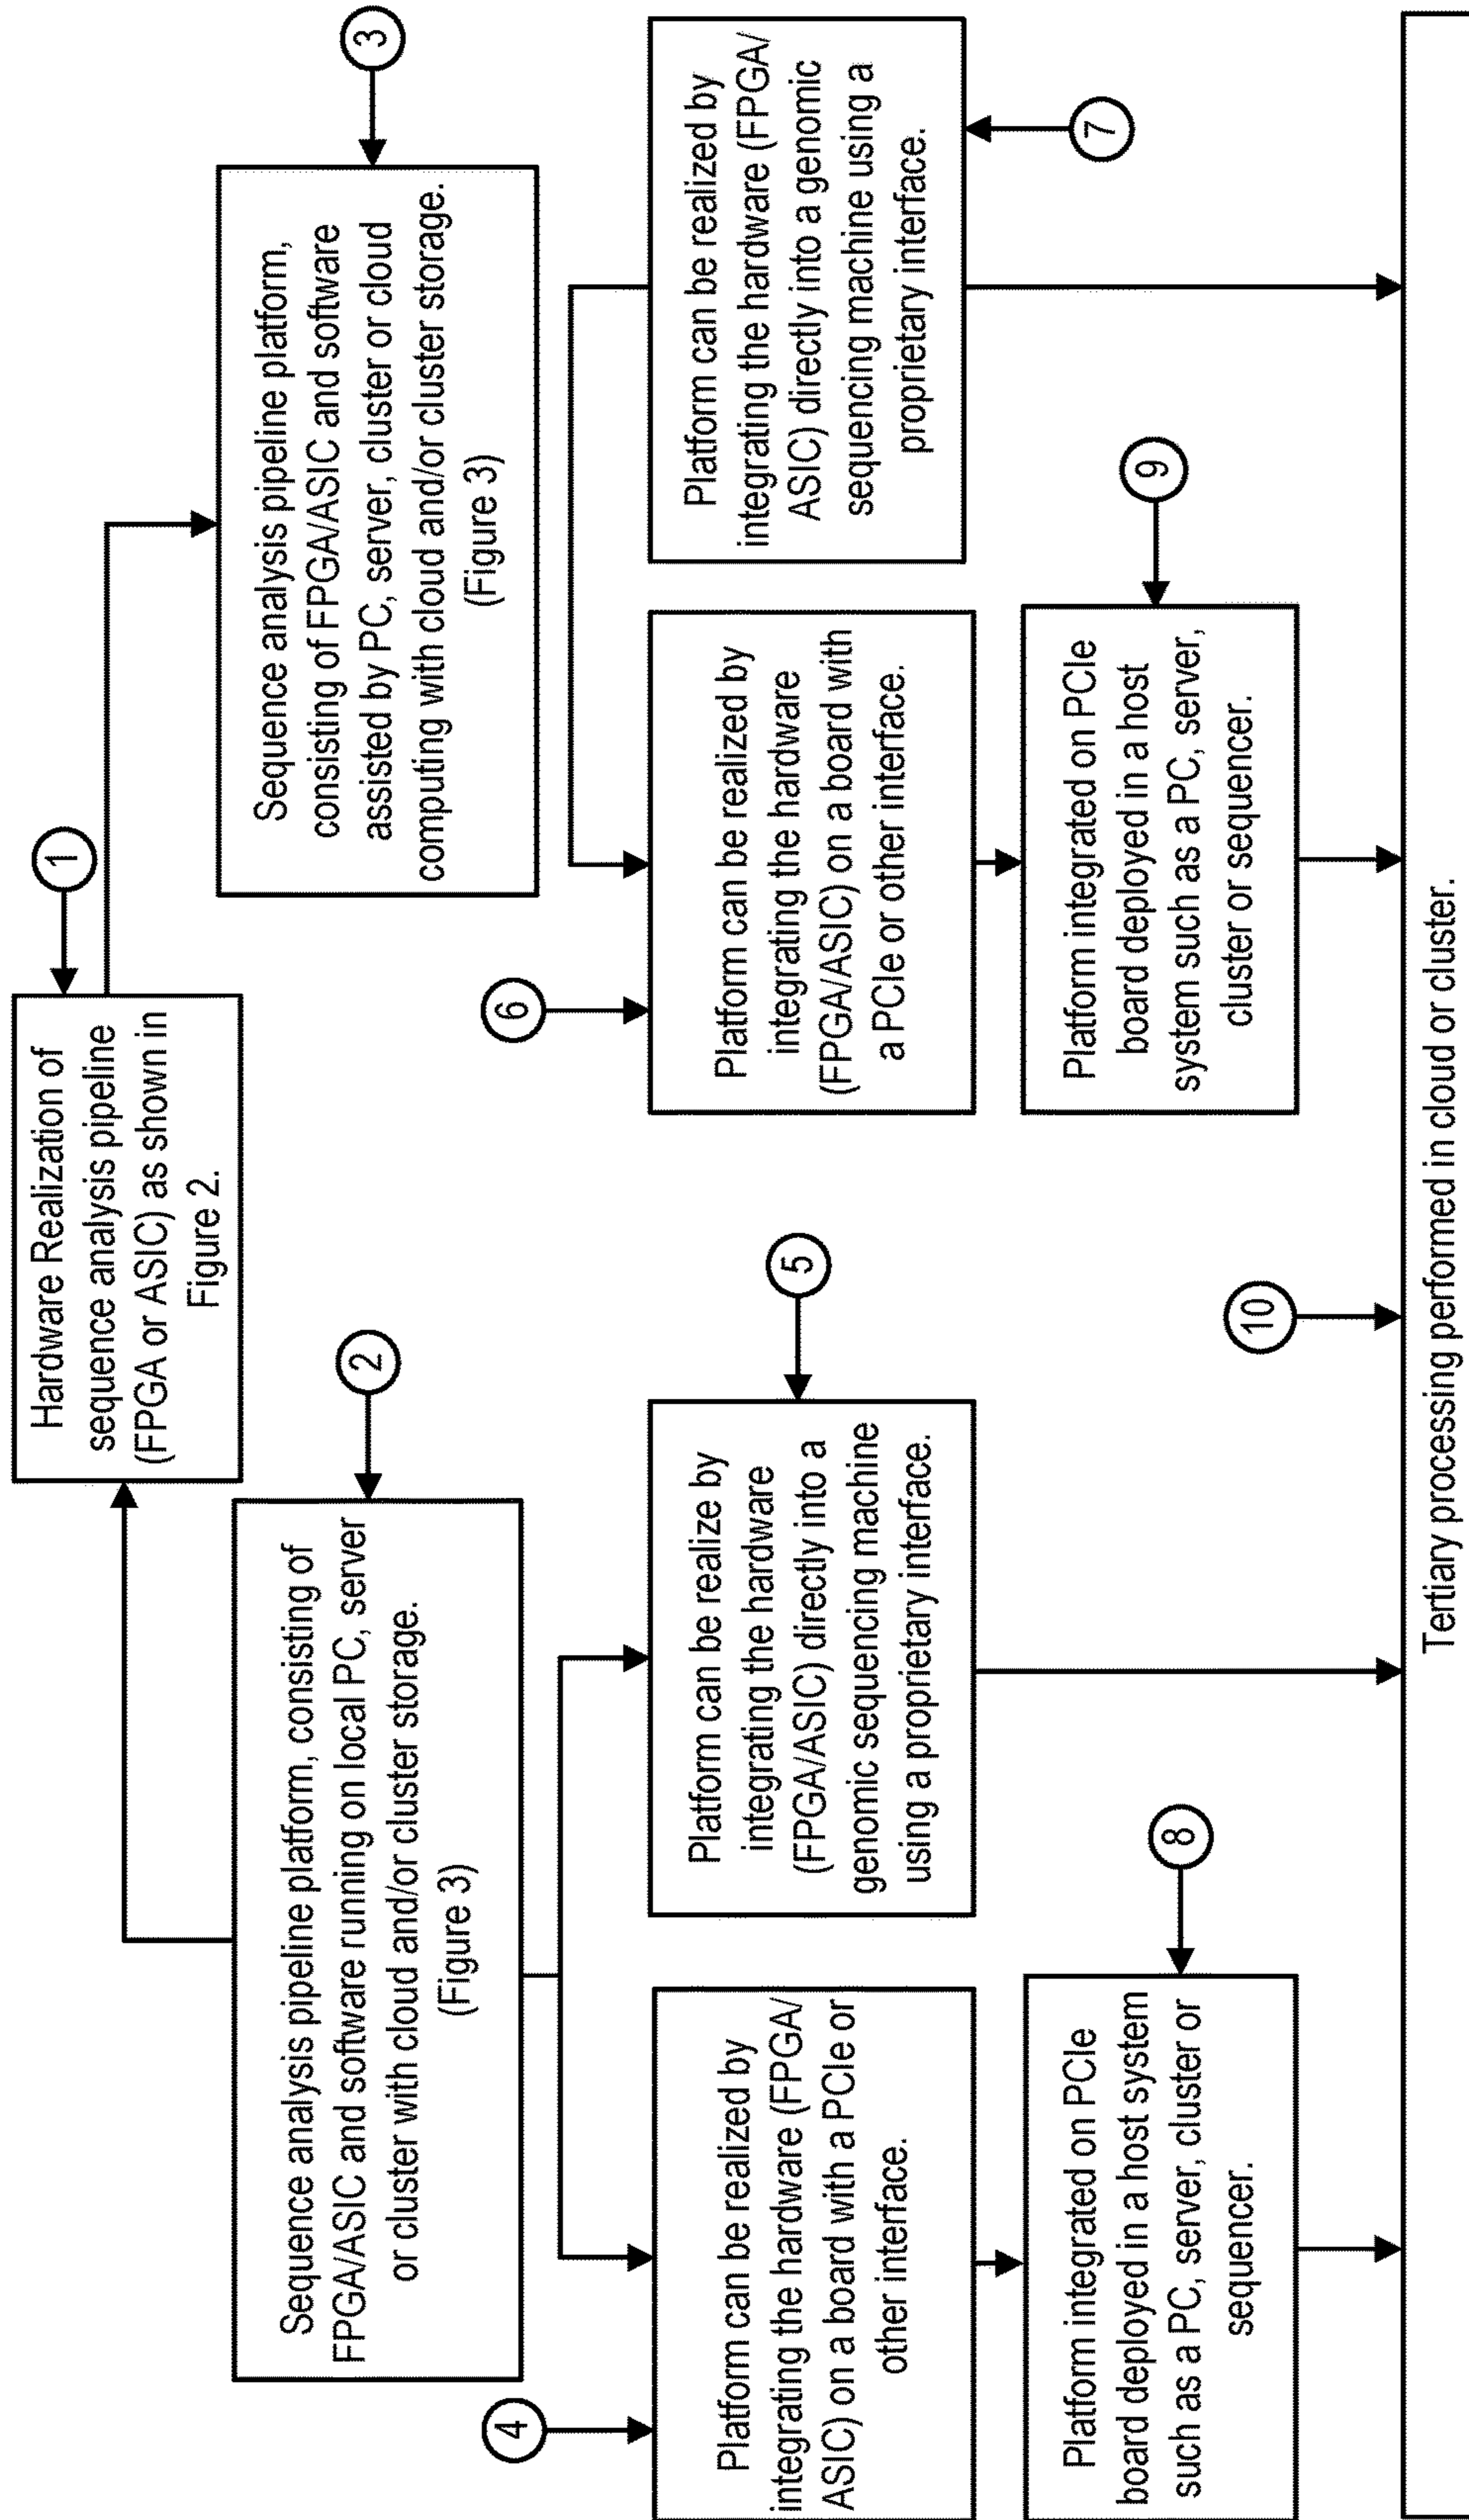 1
Hardware Realization of
sequence analysis pipeline
(FPGA or ASIC) as shown in
Figure 2.
2
Sequence analysis pipeline platform, consisting of
FPGA/ASIC and software running on local PC, server
or cluster with cloud and/or cluster storage.
(Figure 3)
3
Sequence analysis pipeline platform,
consisting of FPGA/ASIC and software
assisted by PC, server, cluster or cloud
computing with cloud and/or cluster storage.
(Figure 3)
4
Platform can be realized by
integrating the hardware (FPGA/
ASIC) on a board with a PCIe or
other interface.
5
Platform can be realize by
integrating the hardware
(FPGA/ASIC) directly into a
genomic sequencing machine
using a proprietary interface.
6
Platform can be realized by
integrating the hardware
(FPGA/ASIC) on a board with
a PCIe or other interface.
7
Platform can be realized by
integrating the hardware (FPGA/
ASIC) directly into a genomic
sequencing machine using a
proprietary interface.
8
Platform integrated on PCIe
board deployed in a host system
such as a PC, server, cluster or
sequencer.
9
Platform integrated on PCIe
board deployed in a host
system such as a PC, server,
cluster or sequencer.
10
Tertiary processing performed in cloud or cluster.